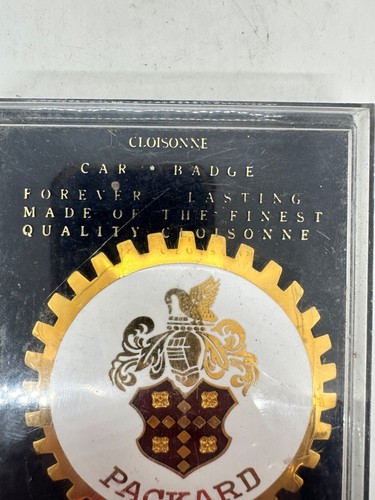 CLOISONNE
CAR • BADGE
FOREVER LASTING
MADE OF THE FINEST
QUALITY CLOISONNE
PACKARD